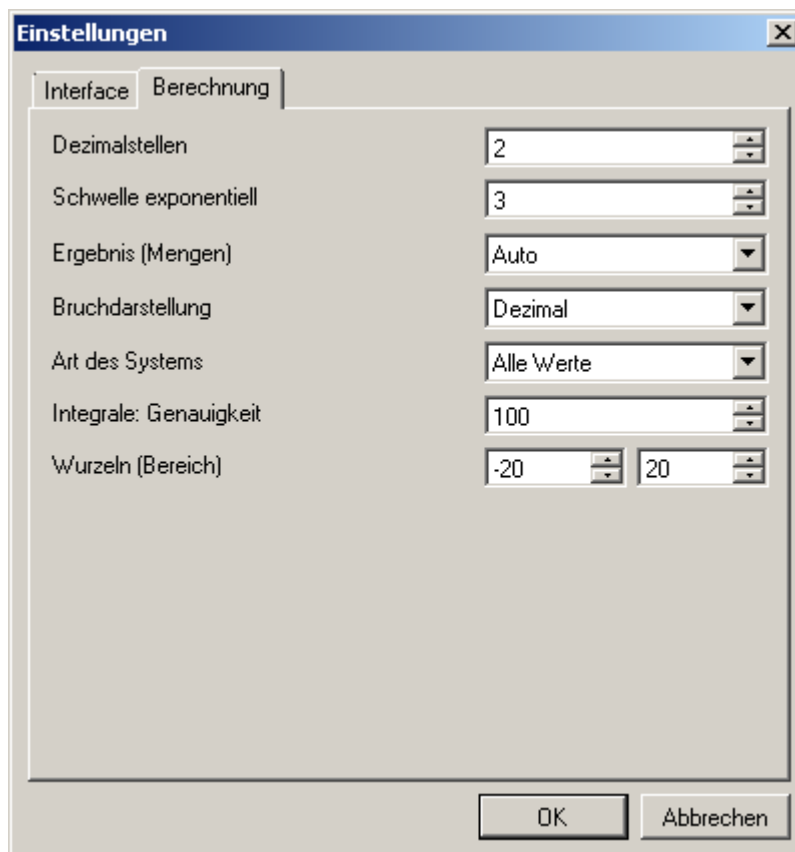 Einstellungen
Interface Berechnung
Dezimalstellen 2
Schwelle exponentiell 3
Ergebnis (Mengen) Auto
Bruchdarstellung Dezimal
Art des Systems Alle Werte
Integrale: Genauigkeit 100
Wurzeln (Bereich) -20 20
OK Abbrechen